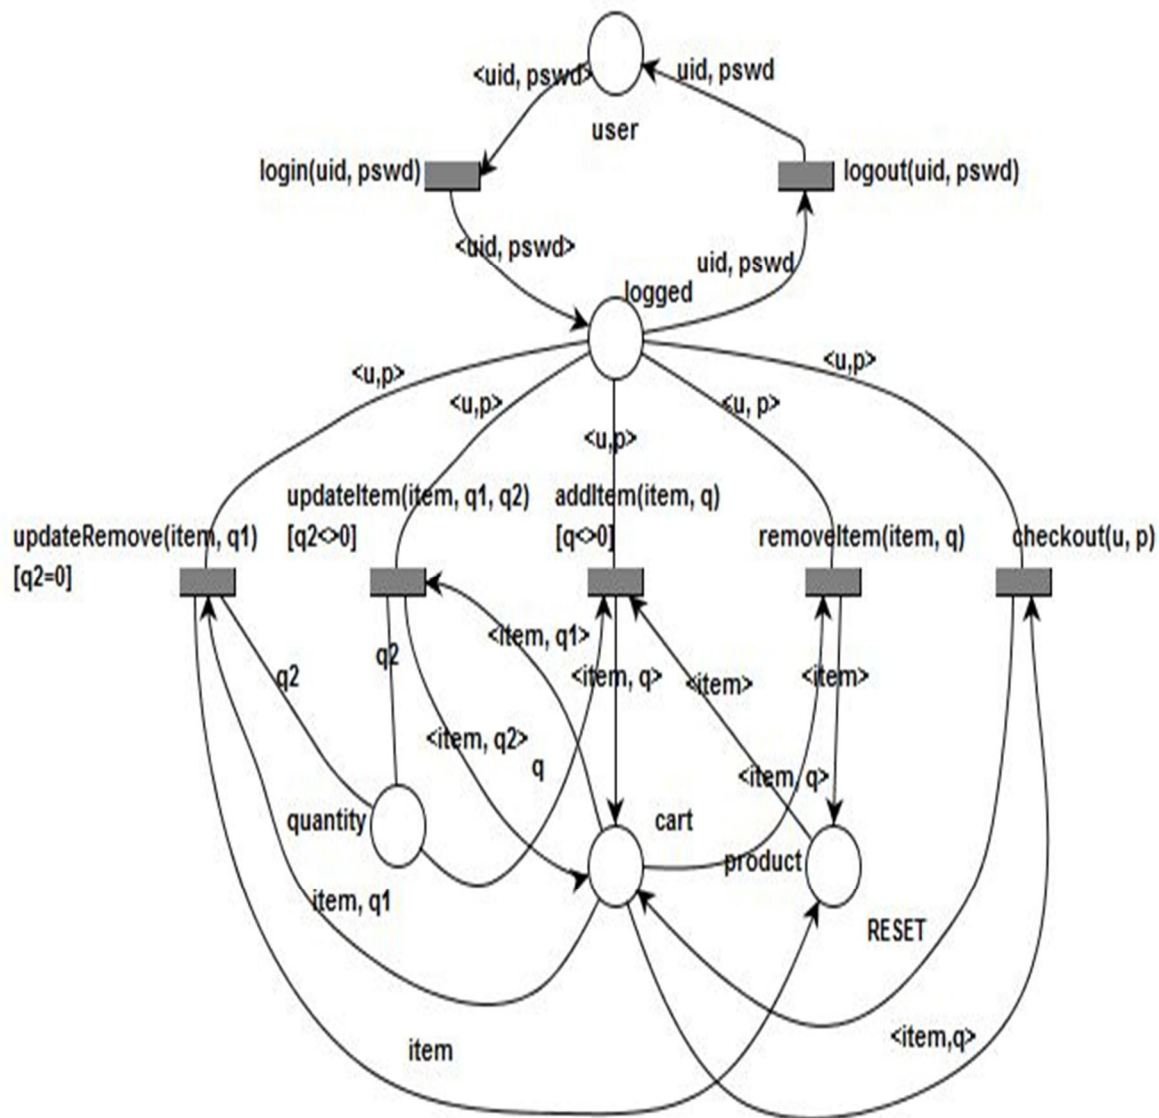 <uid, pswd>
uid, pswd
user
login(uid, pswd)
logout(uid, pswd)
<uid, pswd>
uid, pswd
logged
<u,p>
<u,p>
<u,p>
<u, p>
<u,p>
updateRemove(item, q1)
[q2=0]
updateItem(item, q1, q2)
[q2<>0]
addItem(item, q)
[q<>0]
removeItem(item, q)
checkout(u, p)
q2
q2
<item, q1>
<item, q>
<item>
<item>
<item, q2>
q
<item, q>
quantity
cart
product
item, q1
RESET
item
<item,q>